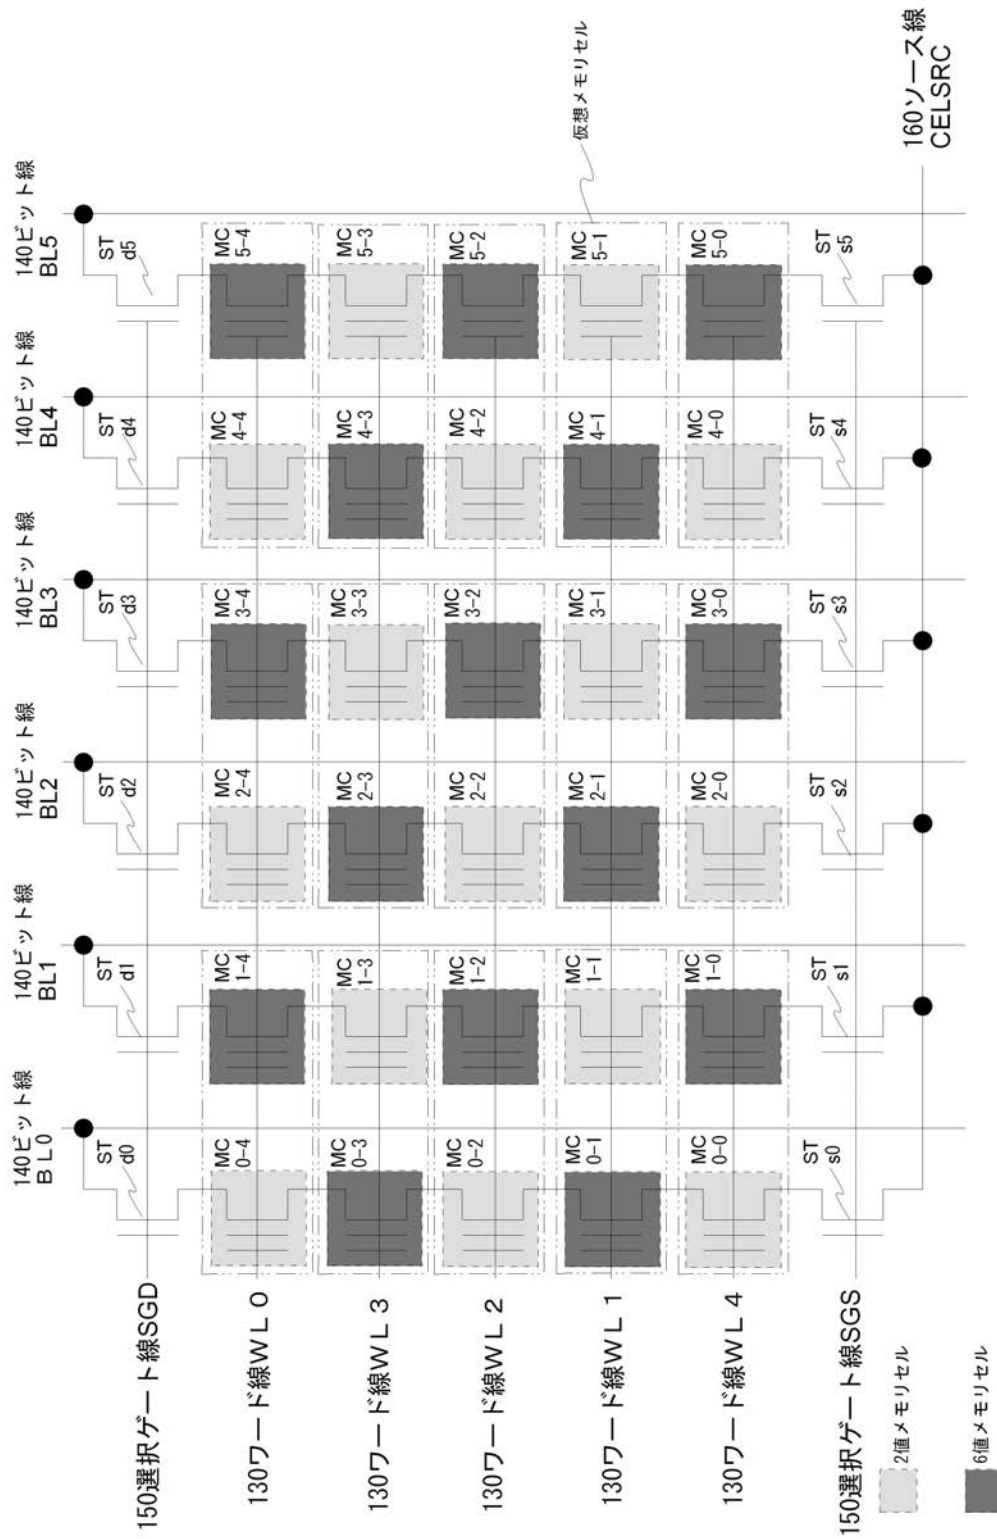 140ビット線
BL0
140ビット線
BL1
140ビット線
BL2
140ビット線
BL3
140ビット線
BL4
140ビット線
BL5
150選択ゲート線SGD
ST
d0
ST
d1
ST
d2
ST
d3
ST
d4
ST
d5
130ワード線WL0
MC
0-4
MC
1-4
MC
2-4
MC
3-4
MC
4-4
MC
5-4
130ワード線WL3
MC
0-3
MC
1-3
MC
2-3
MC
3-3
MC
4-3
MC
5-3
130ワード線WL2
MC
0-2
MC
1-2
MC
2-2
MC
3-2
MC
4-2
MC
5-2
130ワード線WL1
MC
0-1
MC
1-1
MC
2-1
MC
3-1
MC
4-1
MC
5-1
仮想メモリセル
130ワード線WL4
MC
0-0
MC
1-0
MC
2-0
MC
3-0
MC
4-0
MC
5-0
150選択ゲート線SGS
ST
s0
ST
s1
ST
s2
ST
s3
ST
s4
ST
s5
160ソース線
CELSRC
2値メモリセル
6値メモリセル